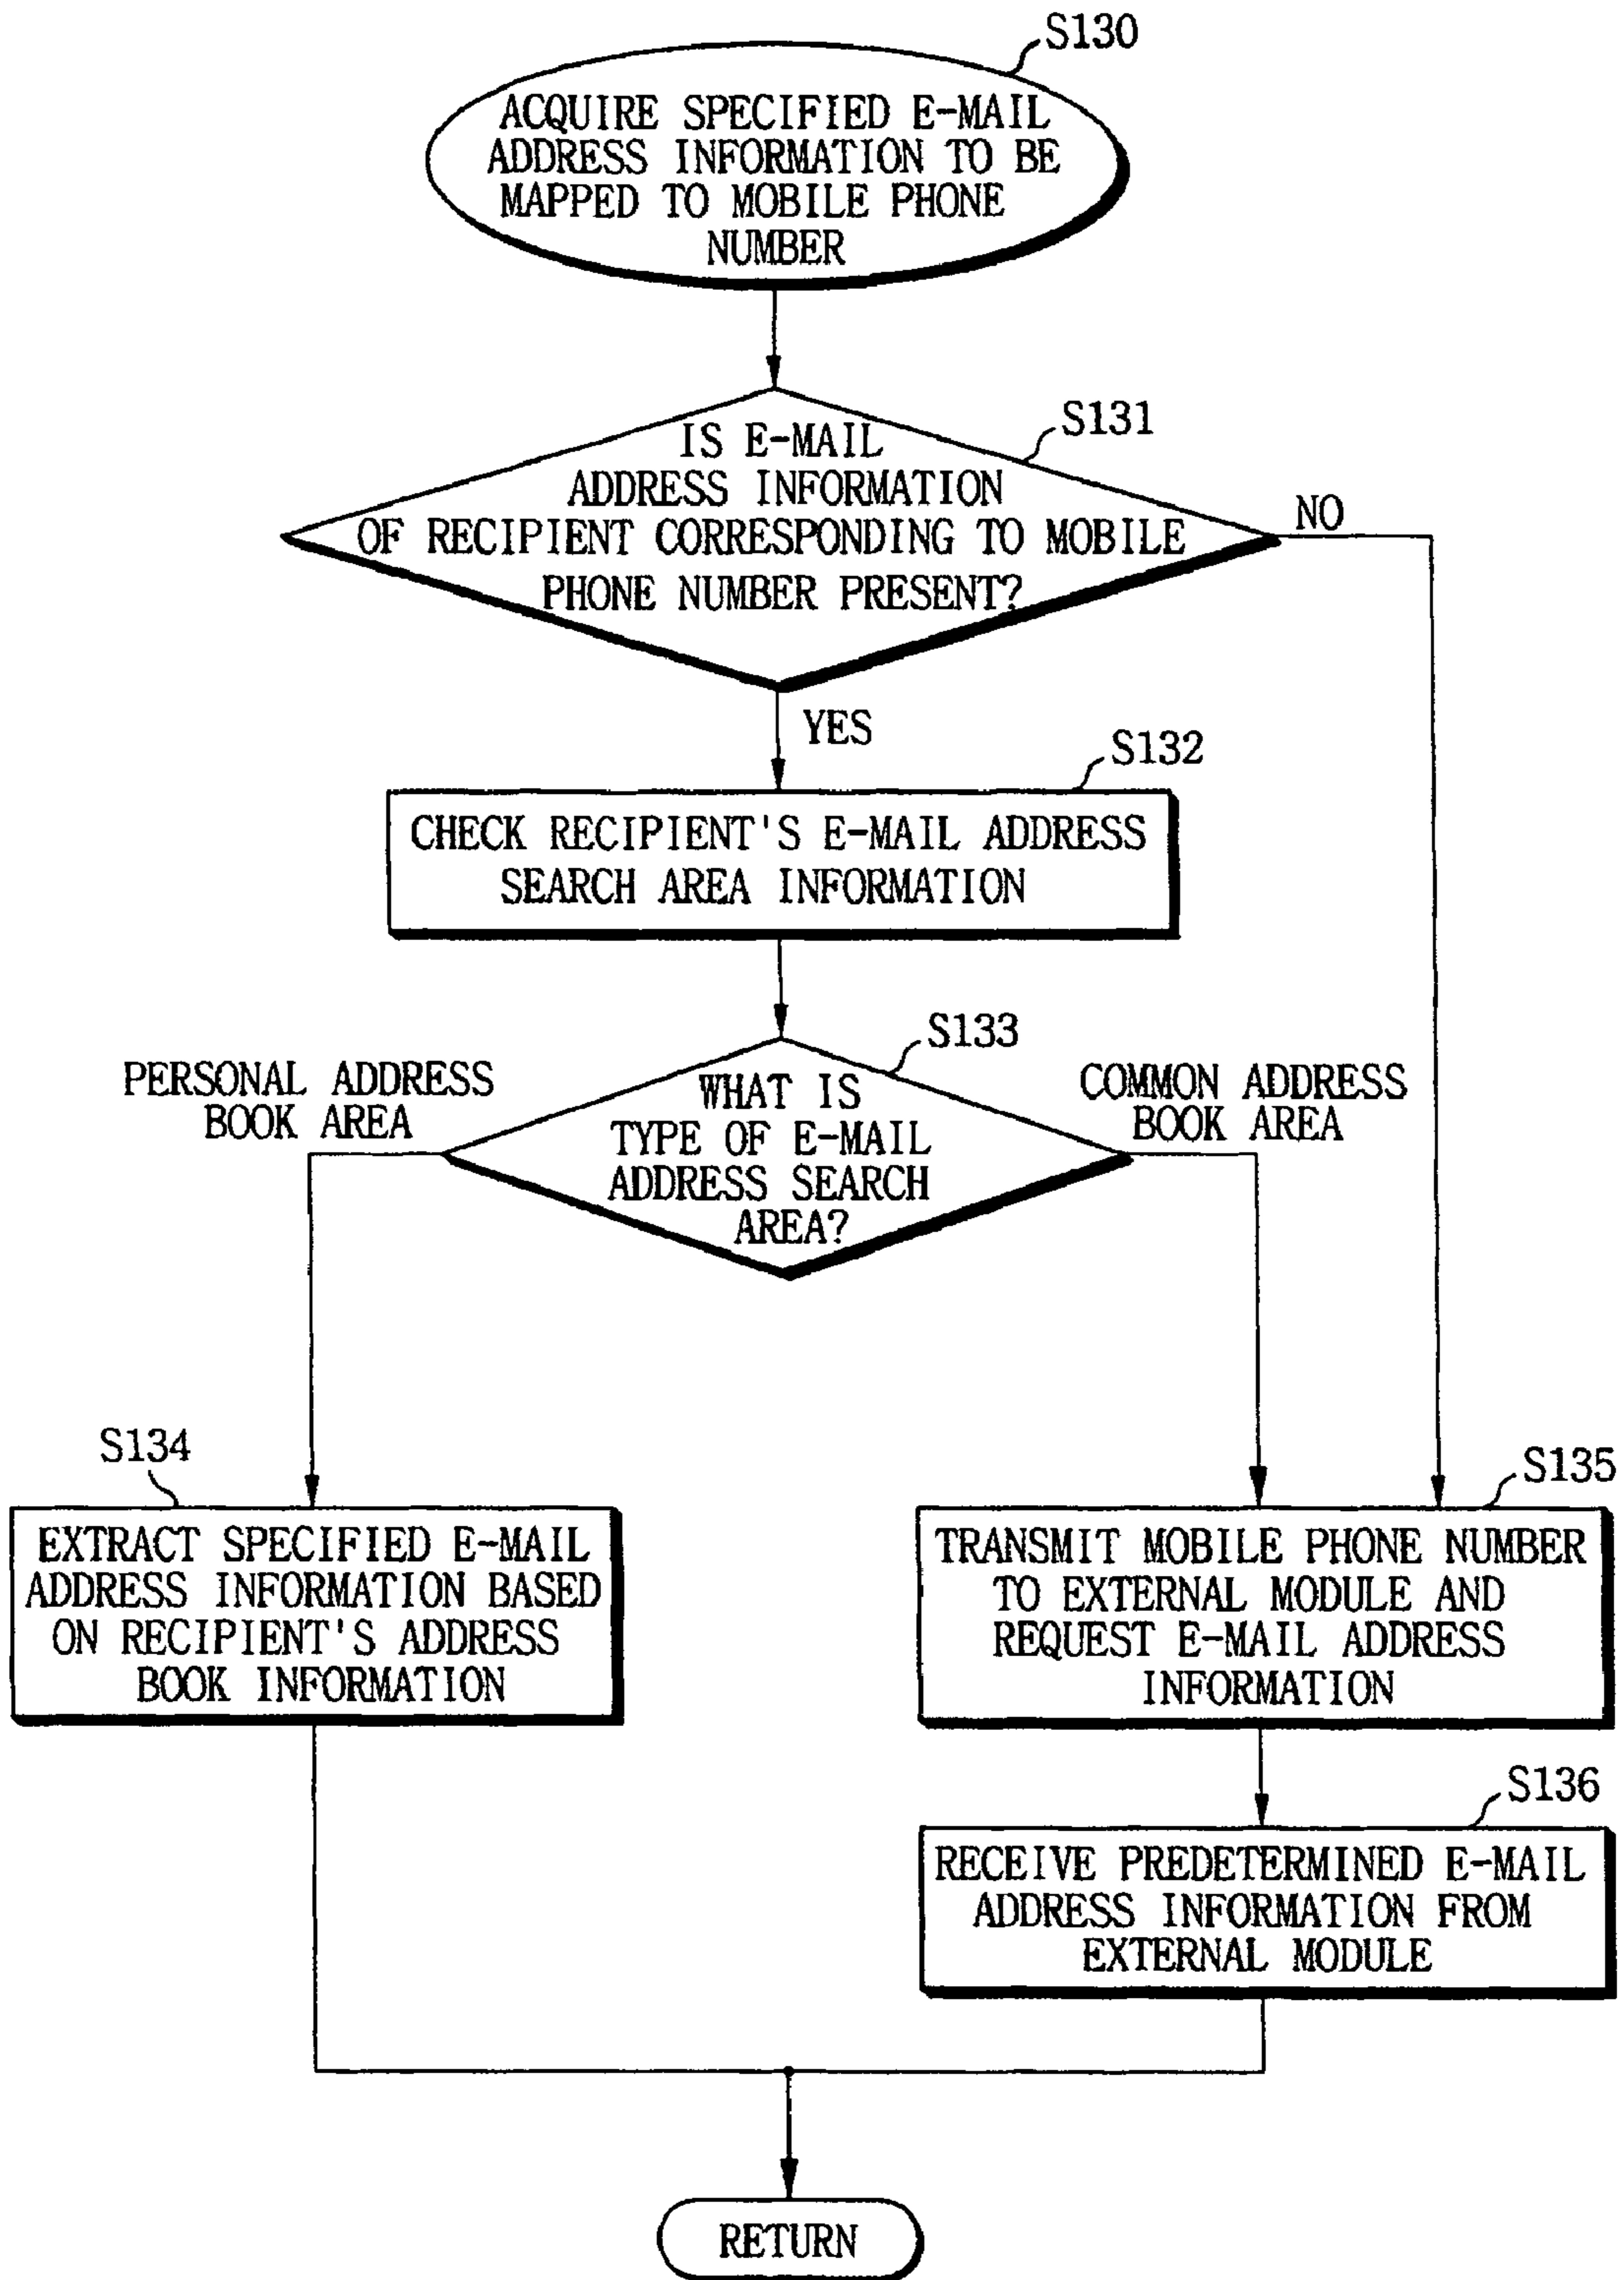 S130
ACQUIRE SPECIFIED E-MAIL
ADDRESS INFORMATION TO BE
MAPPED TO MOBILE PHONE
NUMBER
S131
IS E-MAIL
ADDRESS INFORMATION
OF RECIPIENT CORRESPONDING TO MOBILE
PHONE NUMBER PRESENT?
NO
YES
S132
CHECK RECIPIENT'S E-MAIL ADDRESS
SEARCH AREA INFORMATION
S133
PERSONAL ADDRESS
BOOK AREA
WHAT IS
TYPE OF E-MAIL
ADDRESS SEARCH
AREA?
COMMON ADDRESS
BOOK AREA
S134
EXTRACT SPECIFIED E-MAIL
ADDRESS INFORMATION BASED
ON RECIPIENT'S ADDRESS
BOOK INFORMATION
S135
TRANSMIT MOBILE PHONE NUMBER
TO EXTERNAL MODULE AND
REQUEST E-MAIL ADDRESS
INFORMATION
S136
RECEIVE PREDETERMINED E-MAIL
ADDRESS INFORMATION FROM
EXTERNAL MODULE
RETURN